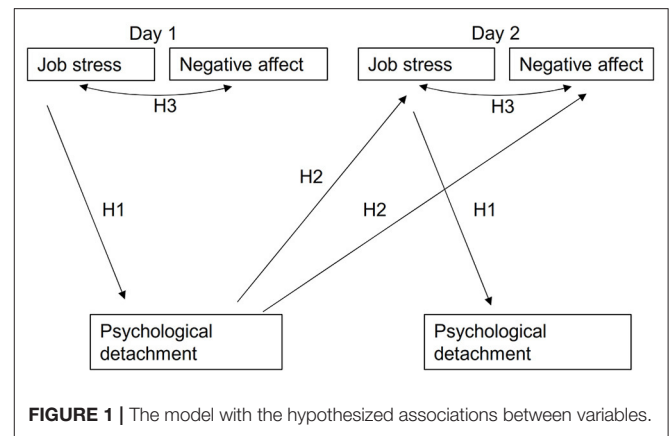 Day 1
Day 2
Job stress
Negative affect
Job stress
Negative affect
H3
H3
H2
H1
H2
H1
Psychological
detachment
Psychological
detachment
FIGURE 1 | The model with the hypothesized associations between variables.